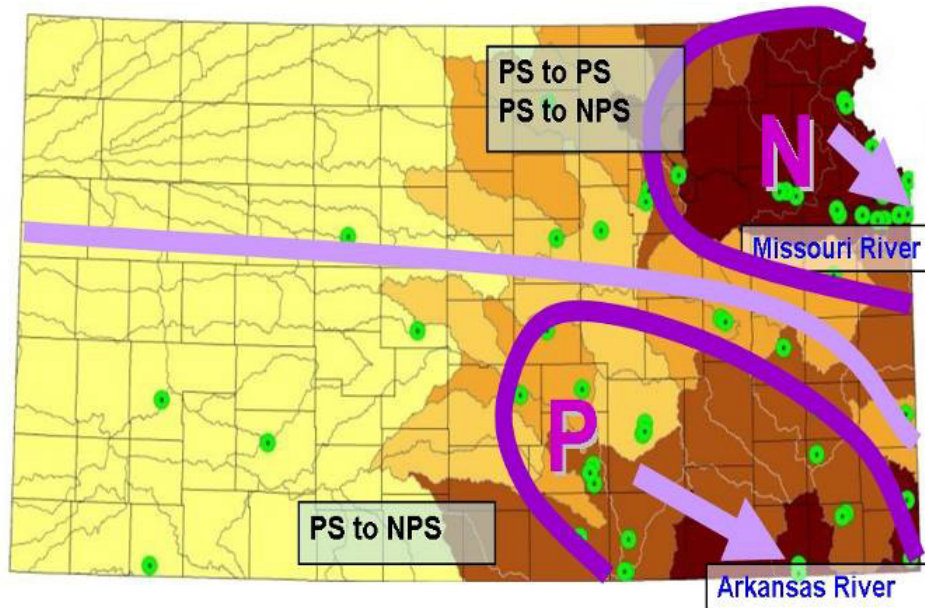 PS to PS
PS to NPS
N
Missouri River
P
PS to NPS
Arkansas River